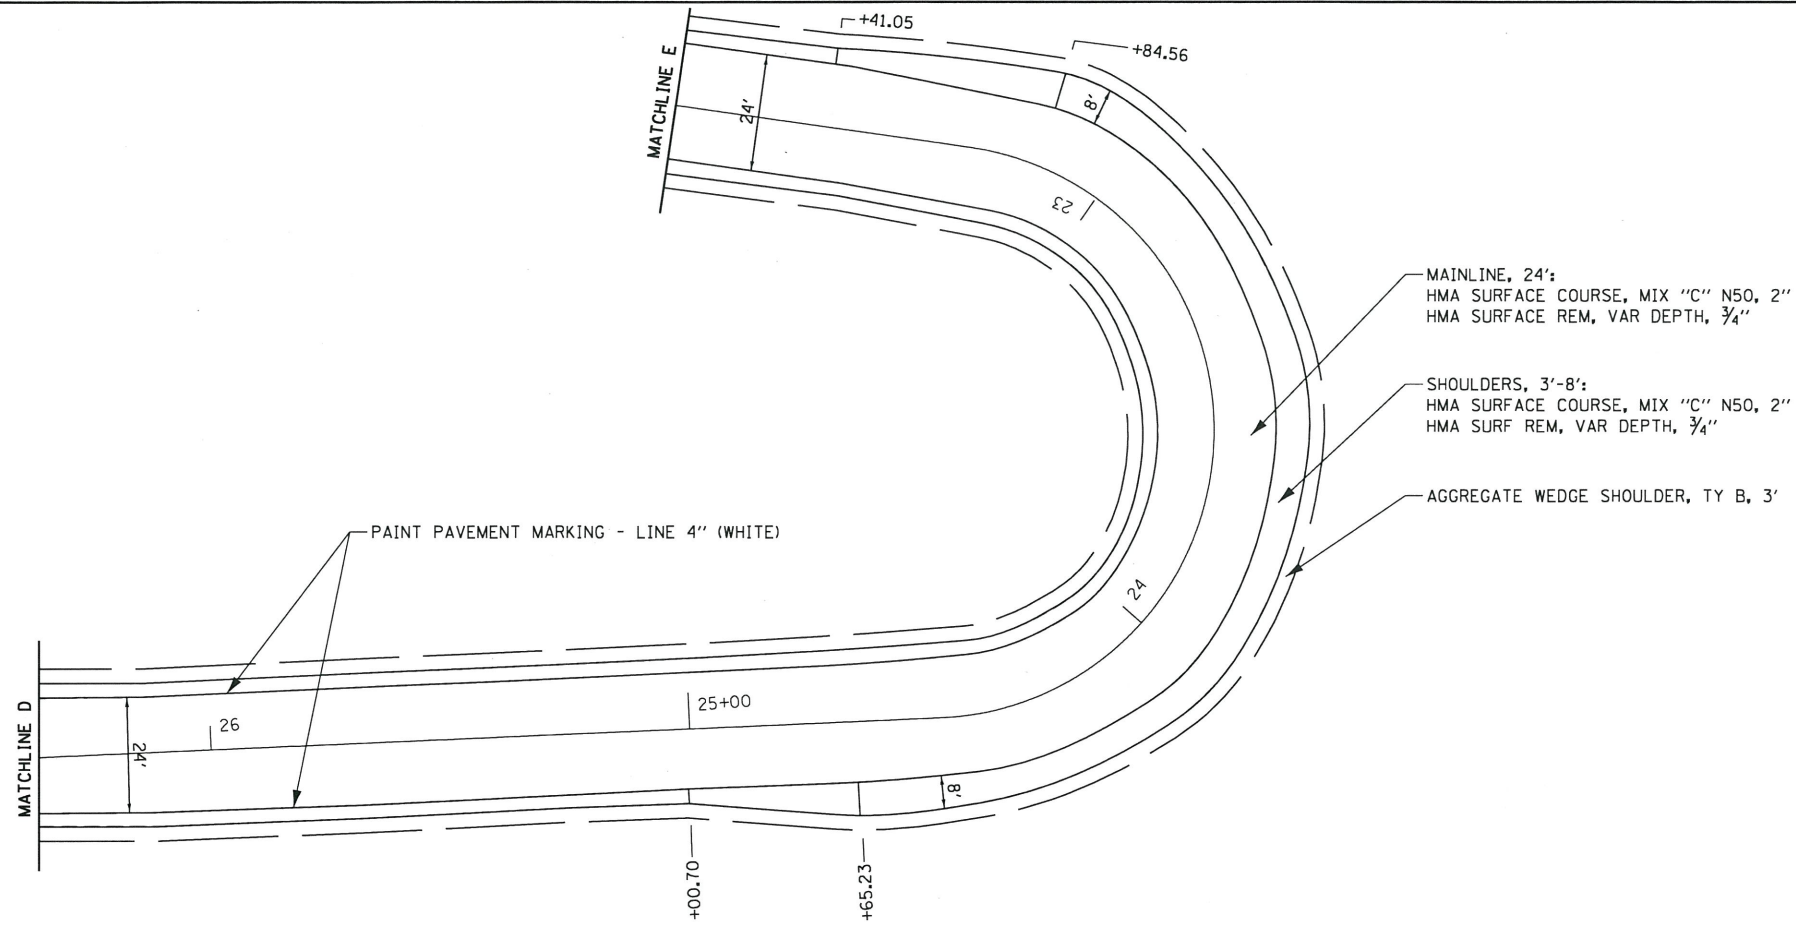 +41.05
+84.56
MATCHLINE E
24'
8'
23
MAINLINE, 24':
HMA SURFACE COURSE, MIX "C" N50, 2"
HMA SURFACE REM, VAR DEPTH, ¾"
SHOULDERS, 3'-8':
HMA SURFACE COURSE, MIX "C" N50, 2"
HMA SURF REM, VAR DEPTH, ¾"
AGGREGATE WEDGE SHOULDER, TY B, 3'
PAINT PAVEMENT MARKING - LINE 4" (WHITE)
24
MATCHLINE D
24'
26
25+00
8'
+00.70
+65.23